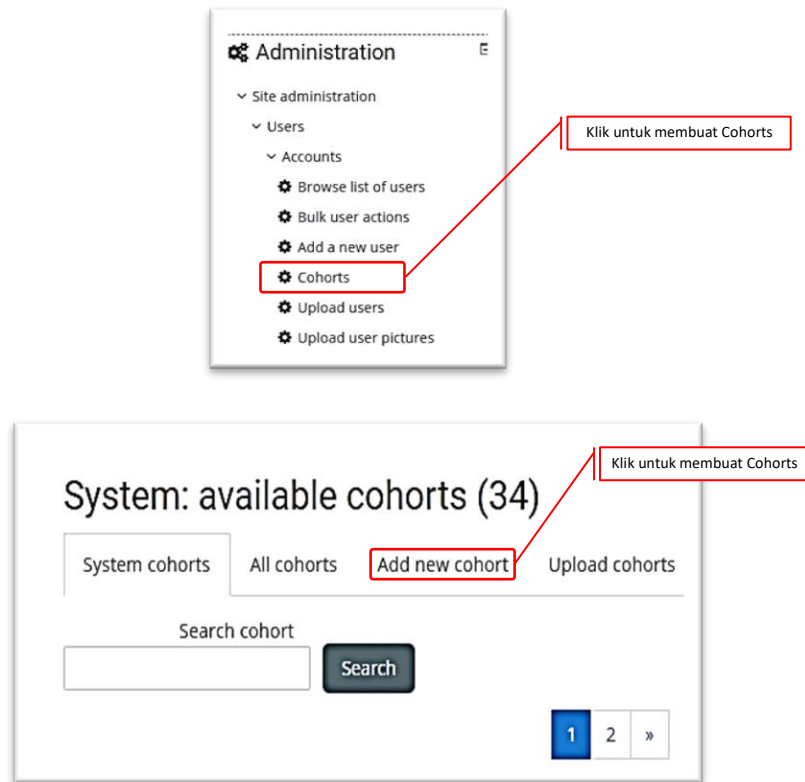 Administration
Site administration
Users
Klik untuk membuat Cohorts
Accounts
Browse list of users
Bulk user actions
Add a new user
Cohorts
Upload users
Upload user pictures
Klik untuk membuat Cohorts
System: available cohorts (34)
System cohorts All cohorts Add new cohort Upload cohorts
Search cohort
Search
1 2 »